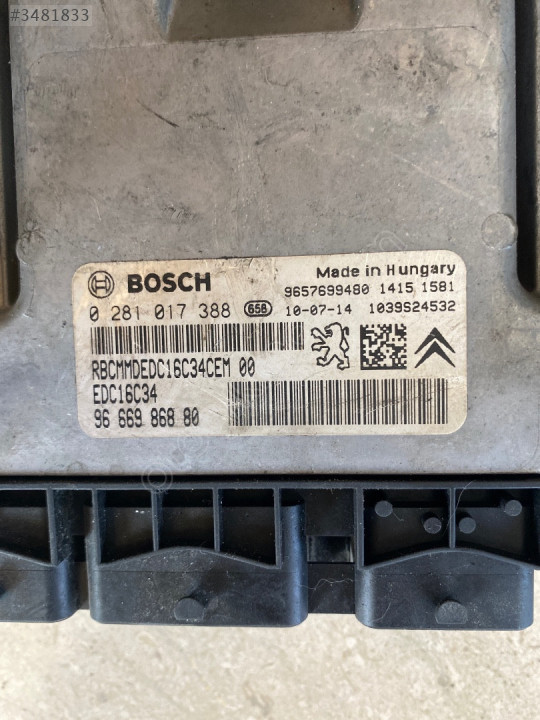 #3481833
BOSCH
Made in Hungary
9657699480 1415 1581
0 281 017 388 658 10-07-14 1039S24532
RBCMMDEDC16C34CEM 00
EDC16C34
96 669 868 80